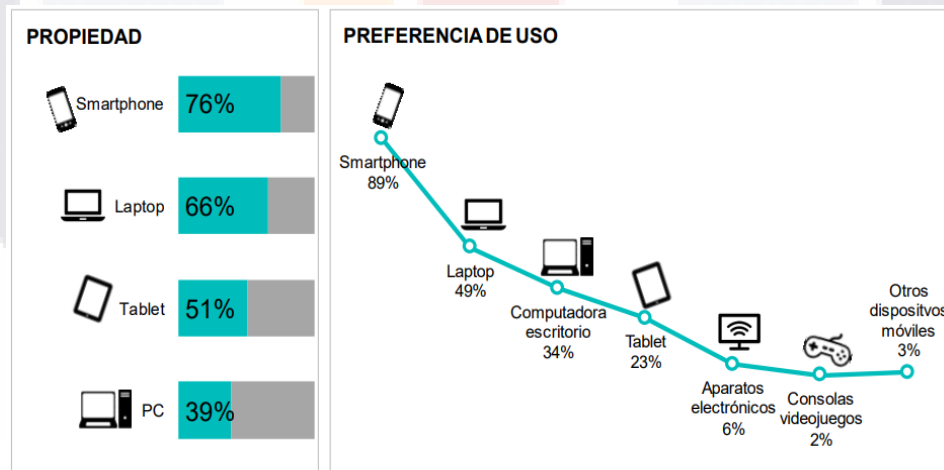 PROPIEDAD
Smartphone 76%
Laptop 66%
Tablet 51%
PC 39%
PREFERENCIA DE USO
Smartphone
89%
Laptop
49%
Computadora
escritorio
34%
Tablet
23%
Aparatos
electrónicos
6%
Consolas
videojuegos
2%
Otros
dispositvos
móviles
3%